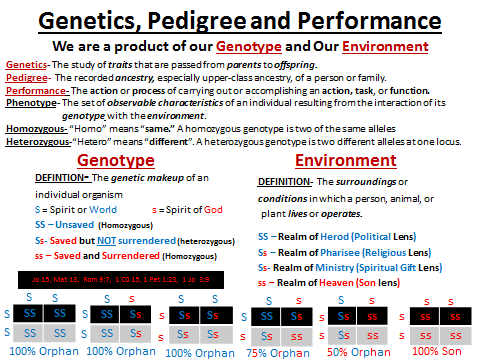 Genetics, Pedigree and Performance
We are a product of our Genotype and Our Environment
Genetics- The study of traits that are passed from parents to offspring.
Pedigree- The recorded ancestry, especially upper-class ancestry, of a person or family.
Performance- The action or process of carrying out or accomplishing an action, task, or function.
Phenotype- The set of observable characteristics of an individual resulting from the interaction of its
genotype with the environment.
Homozygous- “Homo” means “same.” A homozygous genotype is two of the same alleles
Heterozygous- “Hetero” means “different”. A heterozygous genotype is two different alleles at one locus.
Genotype
DEFINTION- The genetic makeup of an
individual organism
S = Spirit or World s = Spirit of God
SS – Unsaved (Homozygous)
Ss- Saved but NOT surrendered (heterozygous)
ss – Saved and Surrendered (Homozygous)
Environment
DEFINITION- The surroundings or
conditions in which a person, animal, or
plant lives or operates.
SS – Realm of Herod (Political Lens)
Ss – Realm of Pharisee (Religious Lens)
Ss- Realm of Ministry (Spiritual Gift Lens)
ss – Realm of Heaven (Son lens)
Jo 15, Mat 13, Rom 9:7, 1 CO 15, 1 Pet 1:23, 1 Jo 3:9
S S S s S s S s S s s s
S SS SS S SS Ss s Ss Ss S SS Ss S Ss ss s ss ss
S SS SS S SS Ss s Ss Ss S Ss Ss s Ss ss s ss ss
100% Orphan 100% Orphan 100% Orphan 75% Orphan 50% Orphan 100% Son